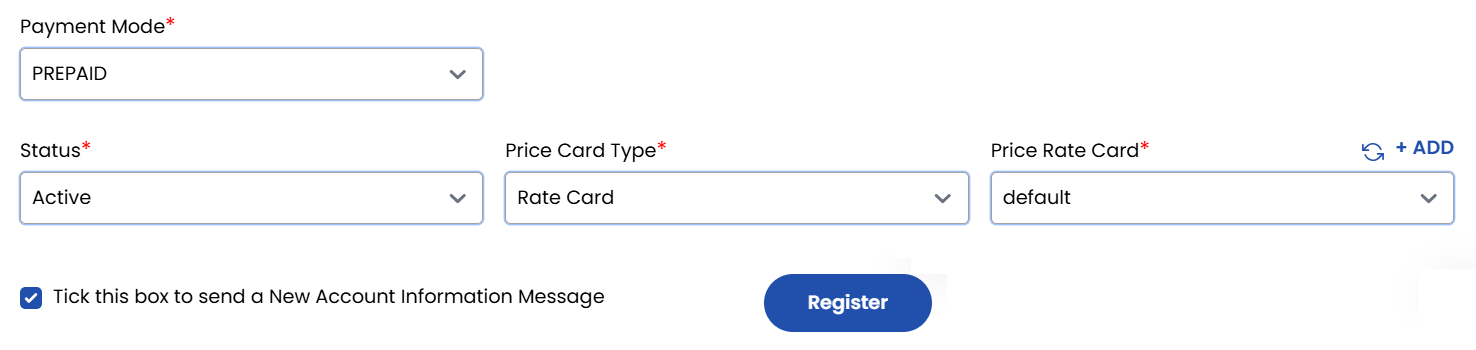 Payment Mode*
PREPAID
Status*
Price Card Type*
Price Rate Card*
+ ADD
Active
Rate Card
default
Tick this box to send a New Account Information Message
Register